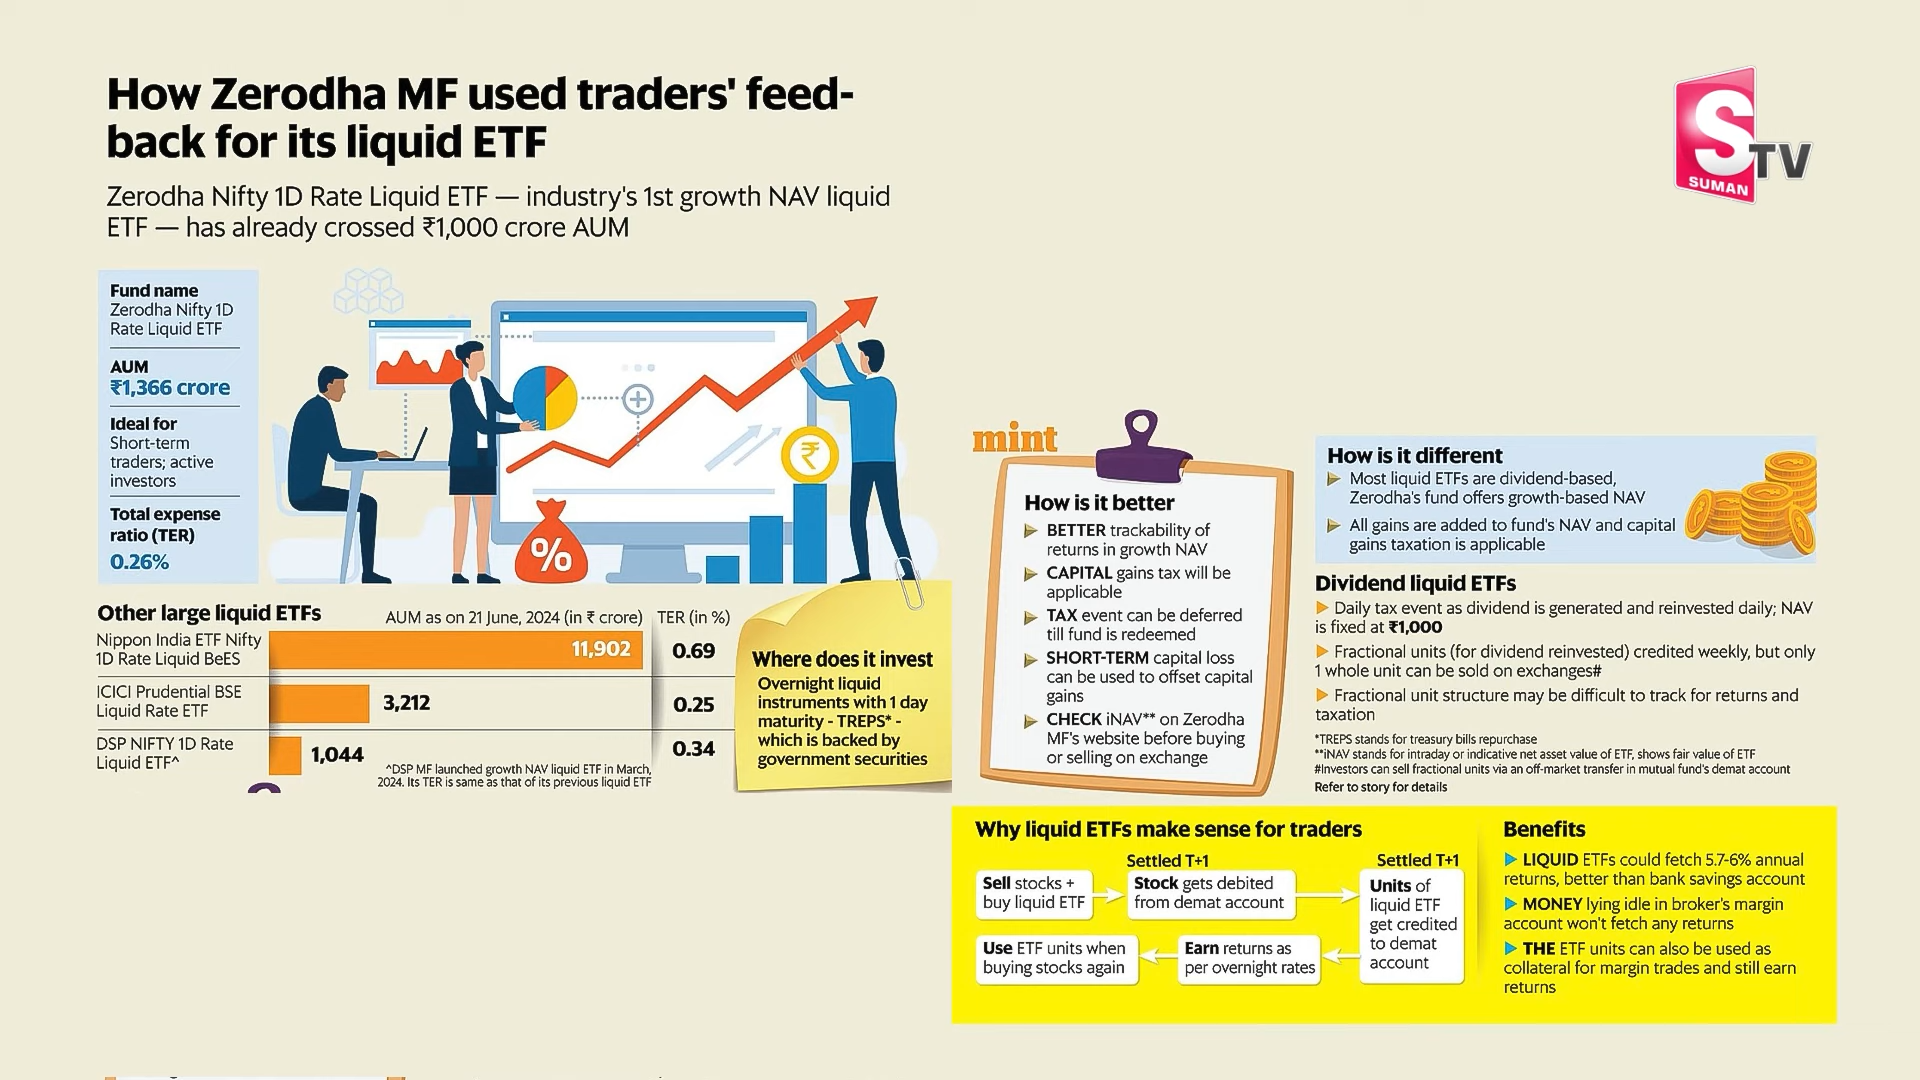 How Zerodha MF used traders' feed-
back for its liquid ETF
Zerodha Nifty 1D Rate Liquid ETF — industry's 1st growth NAV liquid
ETF — has already crossed ₹1,000 crore AUM
S
TV
SUMAN
Fund name
Zerodha Nifty 1D
Rate Liquid ETF
AUM
₹1,366 crore
Ideal for
Short-term
traders; active
investors
Total expense
ratio (TER)
0.26%
%
₹
Other large liquid ETFs
AUM as on 21 June, 2024 (in ₹ crore)
TER (in %)
Nippon India ETF Nifty
1D Rate Liquid BeES
11,902
0.69
ICICI Prudential BSE
Liquid Rate ETF
3,212
0.25
DSP NIFTY 1D Rate
Liquid ETF^
1,044
0.34
^DSP MF launched growth NAV liquid ETF in March,
2024. Its TER is same as that of its previous liquid ETF
Where does it invest
Overnight liquid
instruments with 1 day
maturity - TREPS* -
which is backed by
government securities
mint
How is it better
BETTER trackability of
returns in growth NAV
CAPITAL gains tax will be
applicable
TAX event can be deferred
till fund is redeemed
SHORT-TERM capital loss
can be used to offset capital
gains
CHECK iNAV** on Zerodha
MF's website before buying
or selling on exchange
How is it different
Most liquid ETFs are dividend-based,
Zerodha's fund offers growth-based NAV
All gains are added to fund's NAV and capital
gains taxation is applicable
Dividend liquid ETFs
Daily tax event as dividend is generated and reinvested daily; NAV
is fixed at ₹1,000
Fractional units (for dividend reinvested) credited weekly, but only
1 whole unit can be sold on exchanges#
Fractional unit structure may be difficult to track for returns and
taxation
*TREPS stands for treasury bills repurchase
**iNAV stands for intraday or indicative net asset value of ETF, shows fair value of ETF
#Investors can sell fractional units via an off-market transfer in mutual fund's demat account
Refer to story for details
Why liquid ETFs make sense for traders
Settled T+1
Settled T+1
Sell stocks +
buy liquid ETF
Stock gets debited
from demat account
Units of
liquid ETF
get credited
to demat
account
Use ETF units when
buying stocks again
Earn returns as
per overnight rates
Benefits
LIQUID ETFs could fetch 5.7-6% annual
returns, better than bank savings account
MONEY lying idle in broker's margin
account won't fetch any returns
THE ETF units can also be used as
collateral for margin trades and still earn
returns